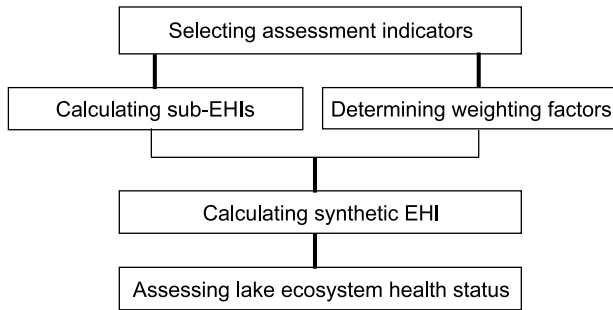 Selecting assessment indicators
Calculating sub-EHIs
Determining weighting factors
Calculating synthetic EHI
Assessing lake ecosystem health status